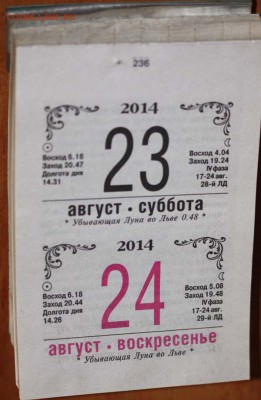 236
2014
Восход 6.16
Заход 20.47
Долгота дня
14.31
23
Восход 4.04
Заход 19.24
IV фаза
17-24 авг.
28-й ЛД
август • суббота
* Убывающая Луна во Льве 0.48 *
2014
Восход 6.18
Заход 20.44
Долгота дня
14.26
24
Восход 5.08
Заход 19.48
IV фаза
17-24 авг.
29-й ЛД
август • воскресенье
* Убывающая Луна во Льве *